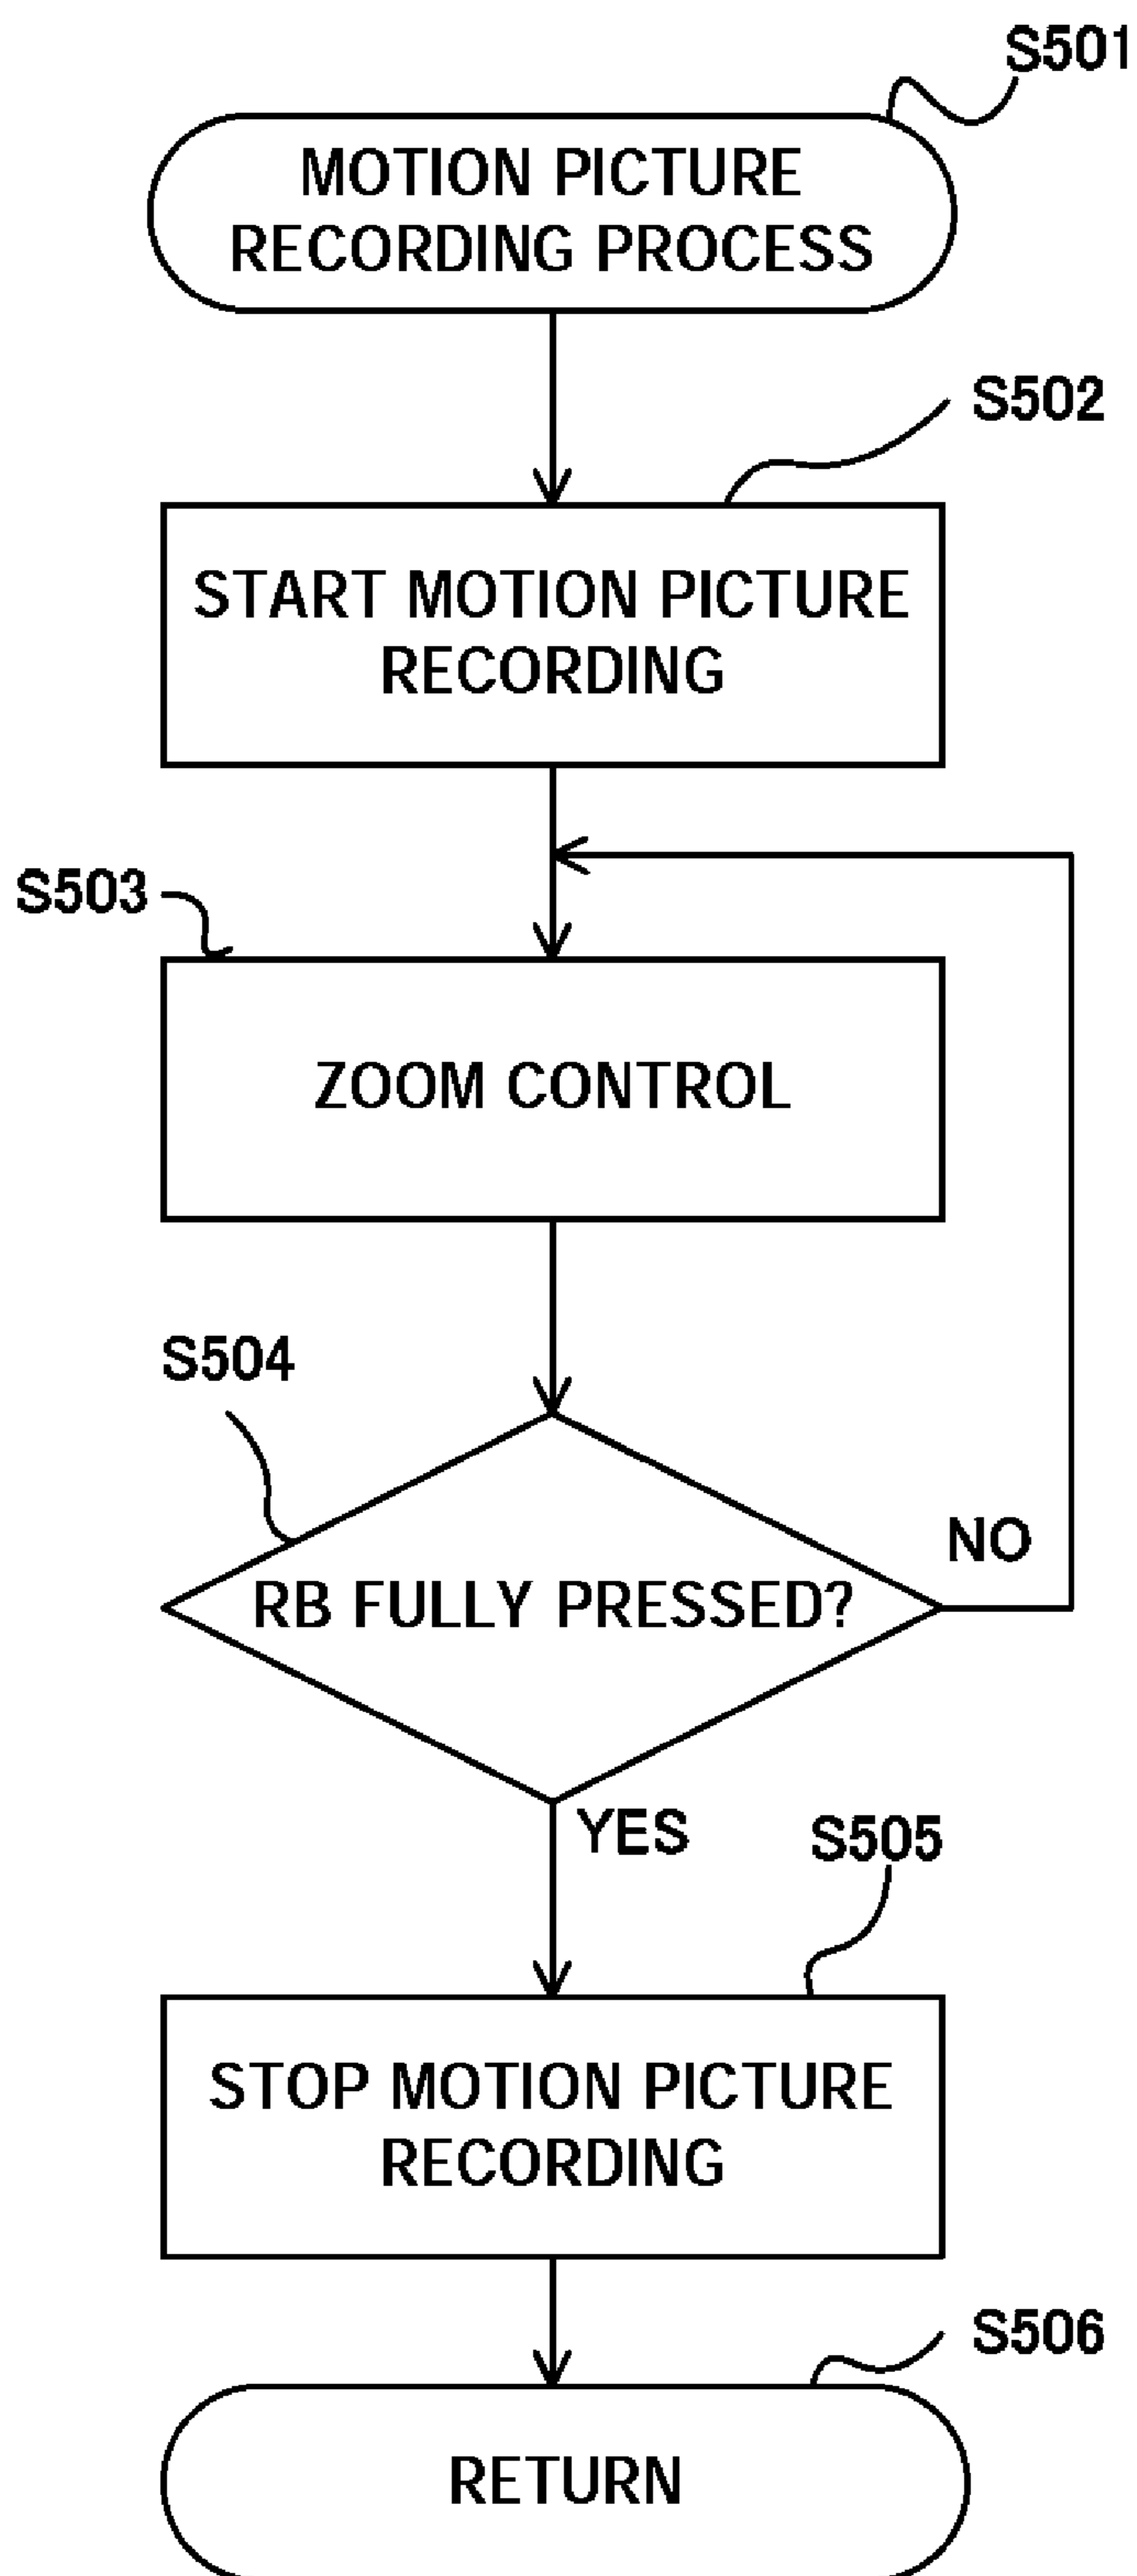 S501
MOTION PICTURE
RECORDING PROCESS
S502
START MOTION PICTURE
RECORDING
S503
ZOOM CONTROL
S504
RB FULLY PRESSED?
NO
YES
S505
STOP MOTION PICTURE
RECORDING
S506
RETURN